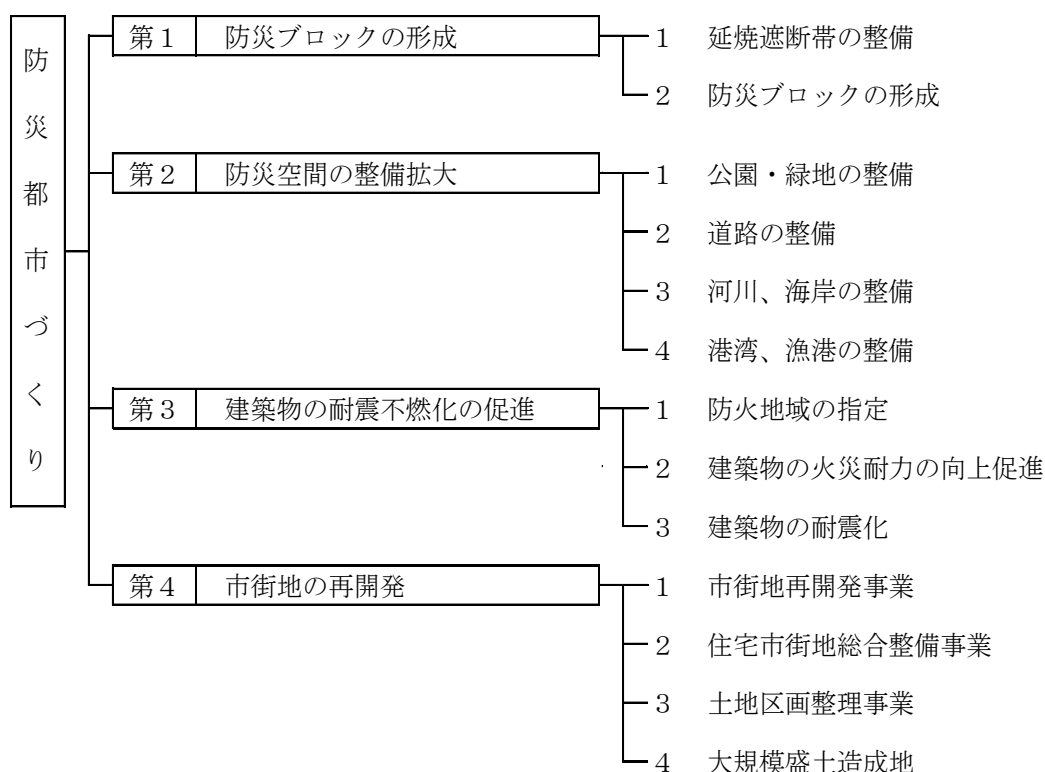 防災都市づくり
第１ 防災ブロックの形成
１ 延焼遮断帯の整備
２ 防災ブロックの形成
第２ 防災空間の整備拡大
１ 公園・緑地の整備
２ 道路の整備
３ 河川、海岸の整備
４ 港湾、漁港の整備
第３ 建築物の耐震不燃化の促進
１ 防火地域の指定
２ 建築物の火災耐力の向上促進
３ 建築物の耐震化
第４ 市街地の再開発
１ 市街地再開発事業
２ 住宅市街地総合整備事業
３ 土地区画整理事業
４ 大規模盛土造成地